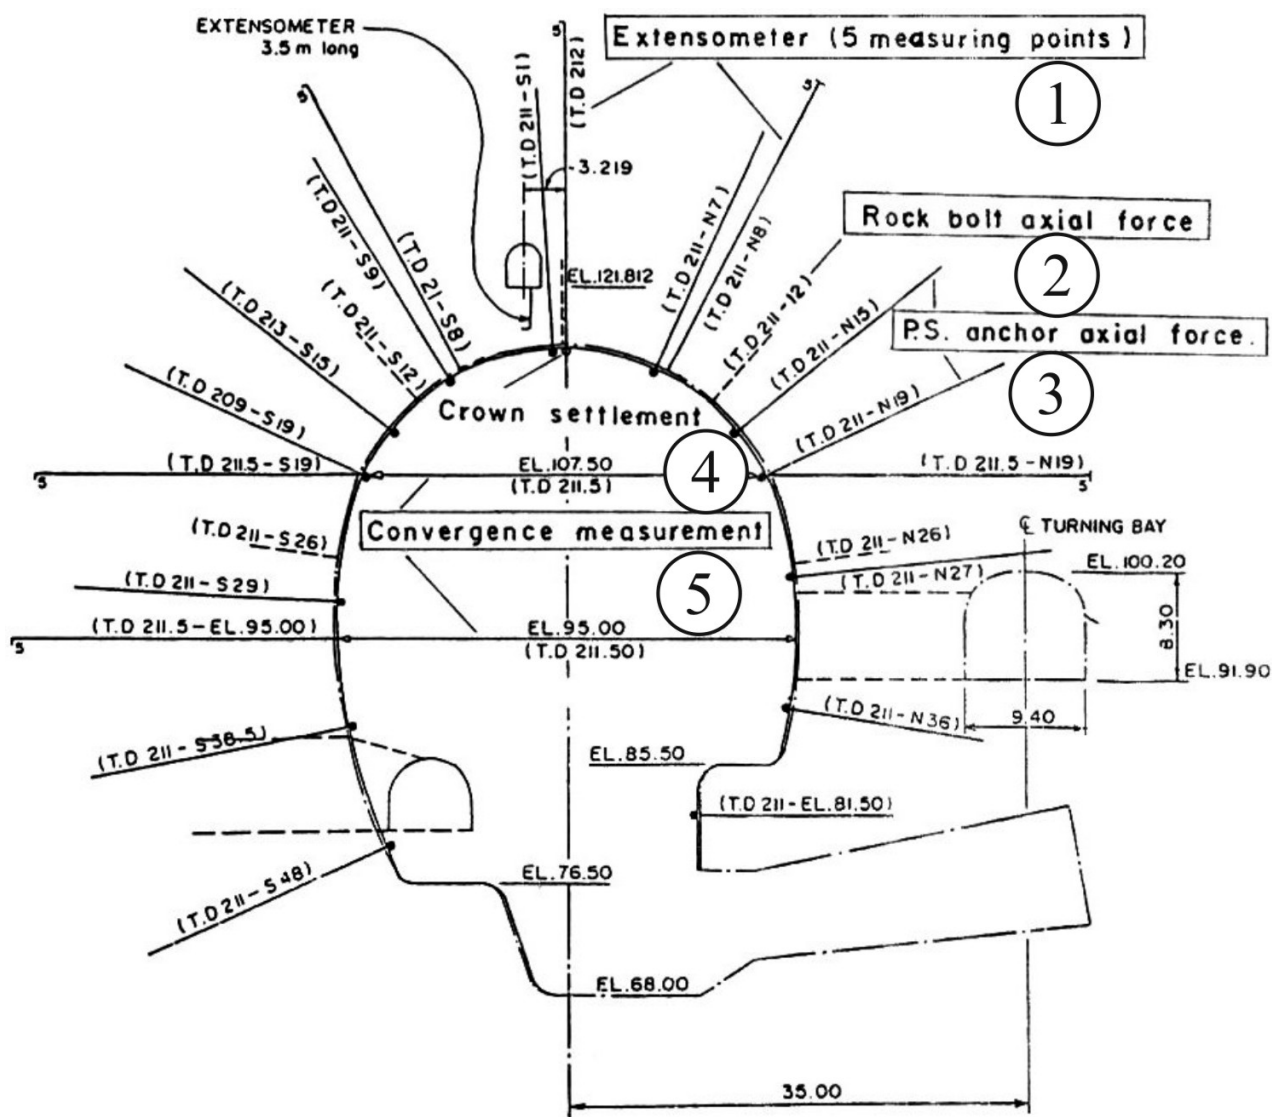 EXTENSOMETER
3.5 m long
Extensometer (5 measuring points)
1
5
5
5
(T.D 212)
(T.D 211-S1)
-3.219
(T.D 211-N7)
(T.D 211-N8)
Rock bolt axial force
2
(T.D 211-S9)
(T.D 21-S8)
EL.121.812
(T.D 211-12)
(T.D 211-N15)
P.S. anchor axial force.
3
(T.D 213-S15)
(T.D 211-S12)
(T.D 209-S19)
Crown settlement
4
(T.D 211-N19)
(T.D 211.5-S19)
EL.107.50
(T.D 211.5)
(T.D 211.5-N19)
5
5
Convergence measurement
5
(T.D 211-S26)
(T.D 211-N26)
℄ TURNING BAY
(T.D 211-S29)
(T.D 211-N27)
EL.100.20
(T.D 211.5-EL.95.00)
5
EL.95.00
(T.D 211.50)
8.30
EL.91.90
(T.D 211-N36)
9.40
(T.D 211-S38.5)
EL.85.50
(T.D 211-EL.81.50)
EL.76.50
(T.D 211-S48)
EL.68.00
35.00